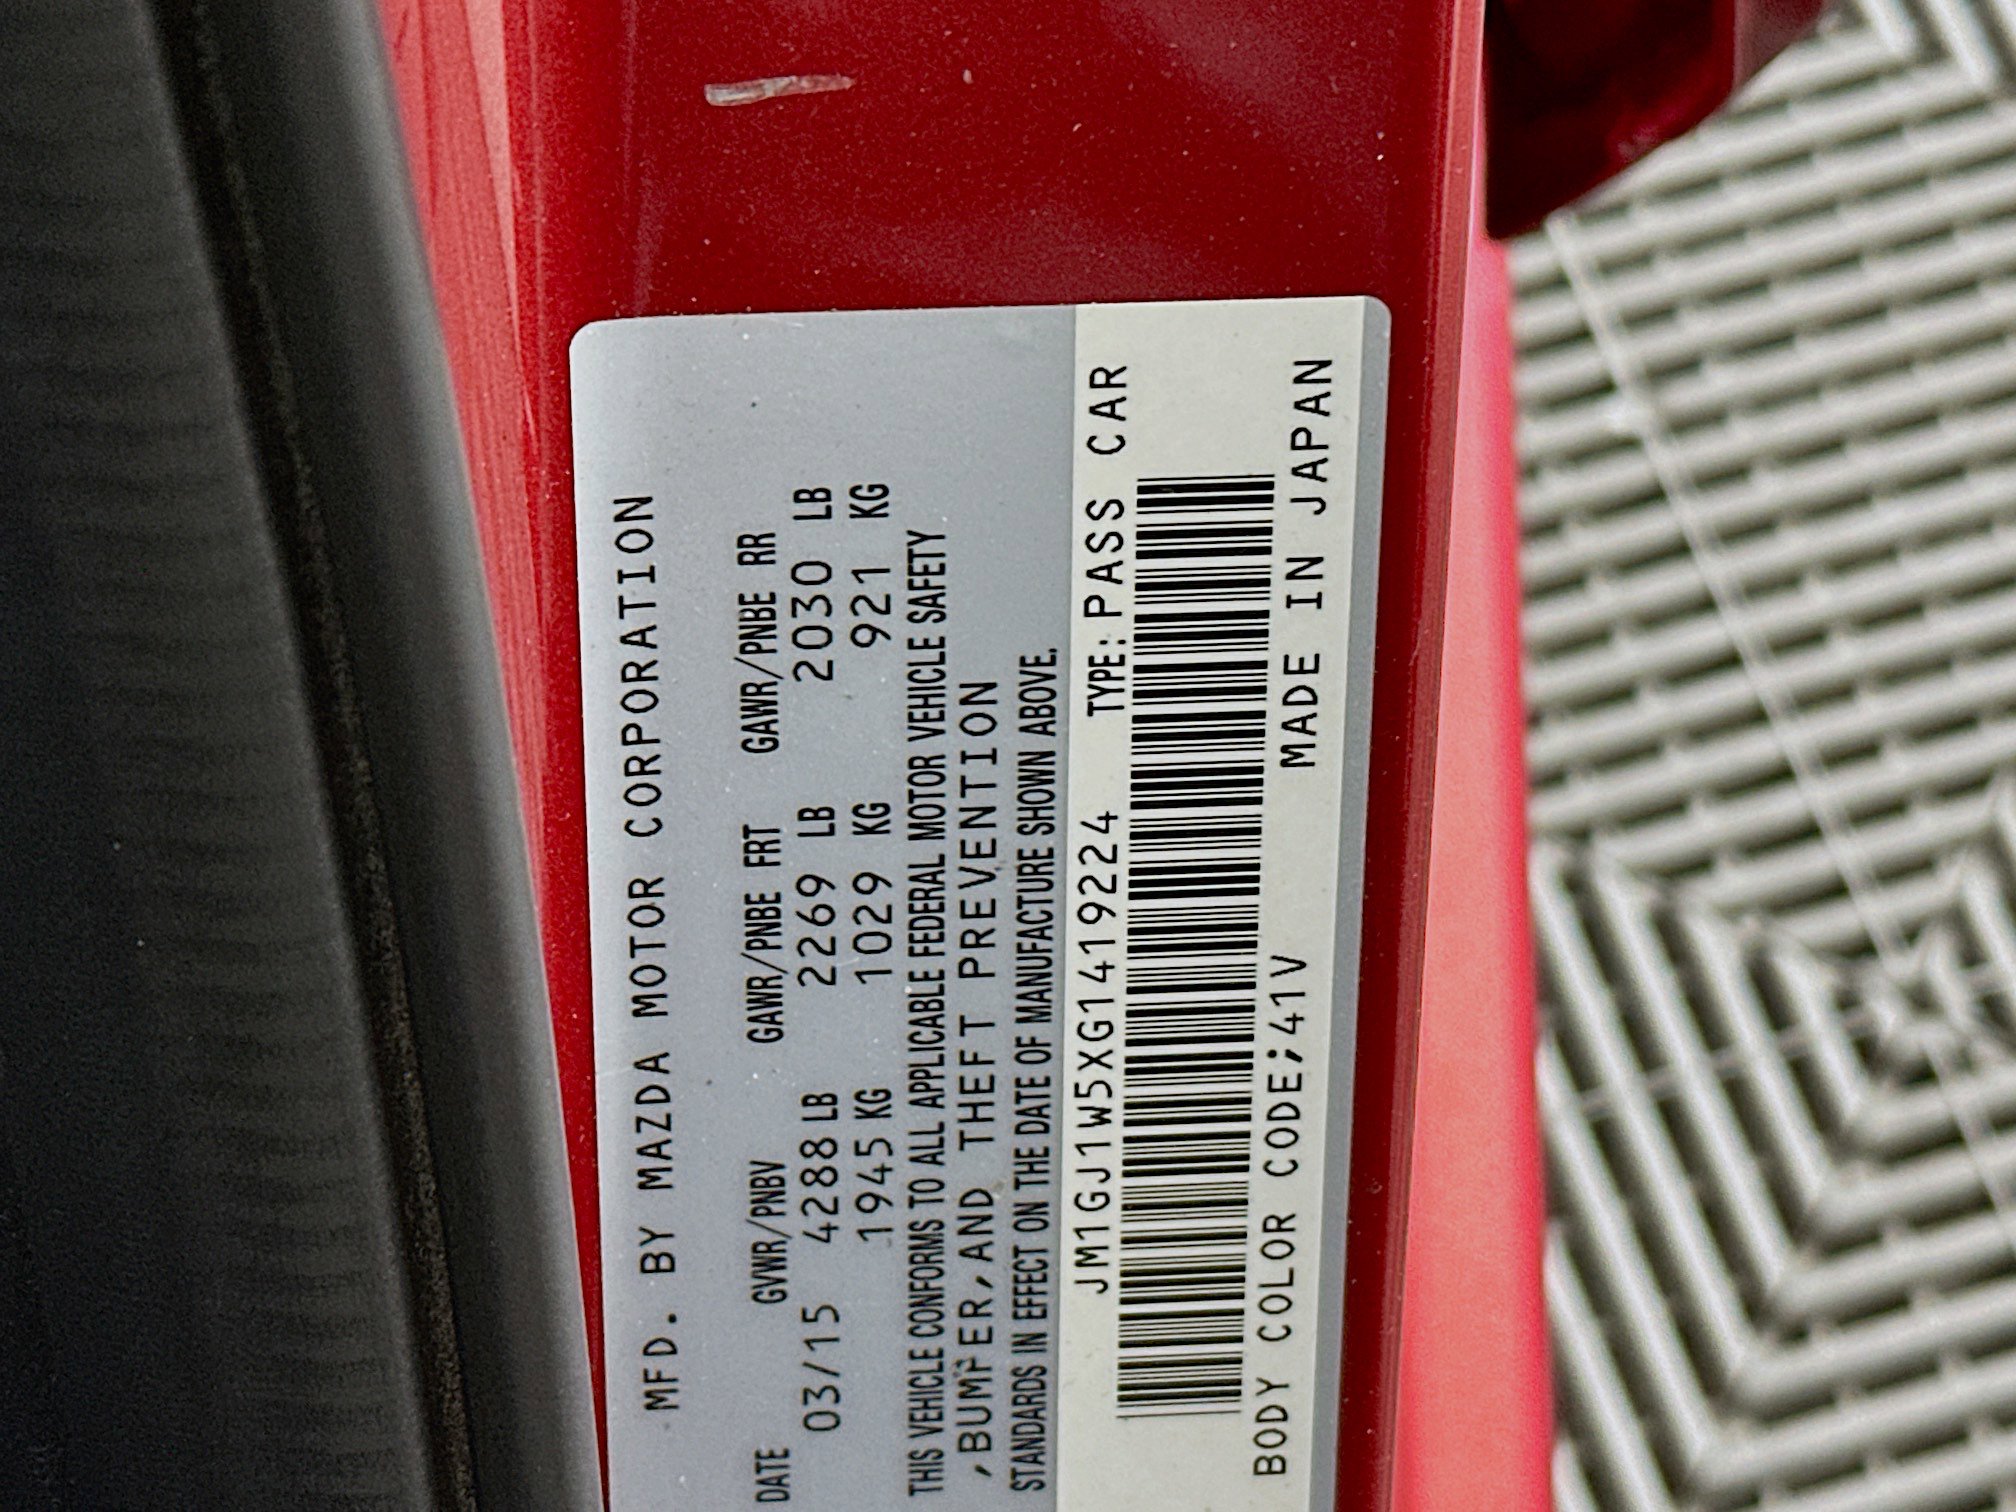 MFD. BY MAZDA MOTOR CORPORATION
DATE GVWR/PNBV GAWR/PNBE FRT GAWR/PNBE RR
03/15 4288 LB 2269 LB 2030 LB
1945 KG 1029 KG 921 KG
THIS VEHICLE CONFORMS TO ALL APPLICABLE FEDERAL MOTOR VEHICLE SAFETY
,BUMPER,AND THEFT PREVENTION
STANDARDS IN EFFECT ON THE DATE OF MANUFACTURE SHOWN ABOVE.
JM1GJ1W5XG1419224 TYPE:PASS CAR
BODY COLOR CODE;41V MADE IN JAPAN